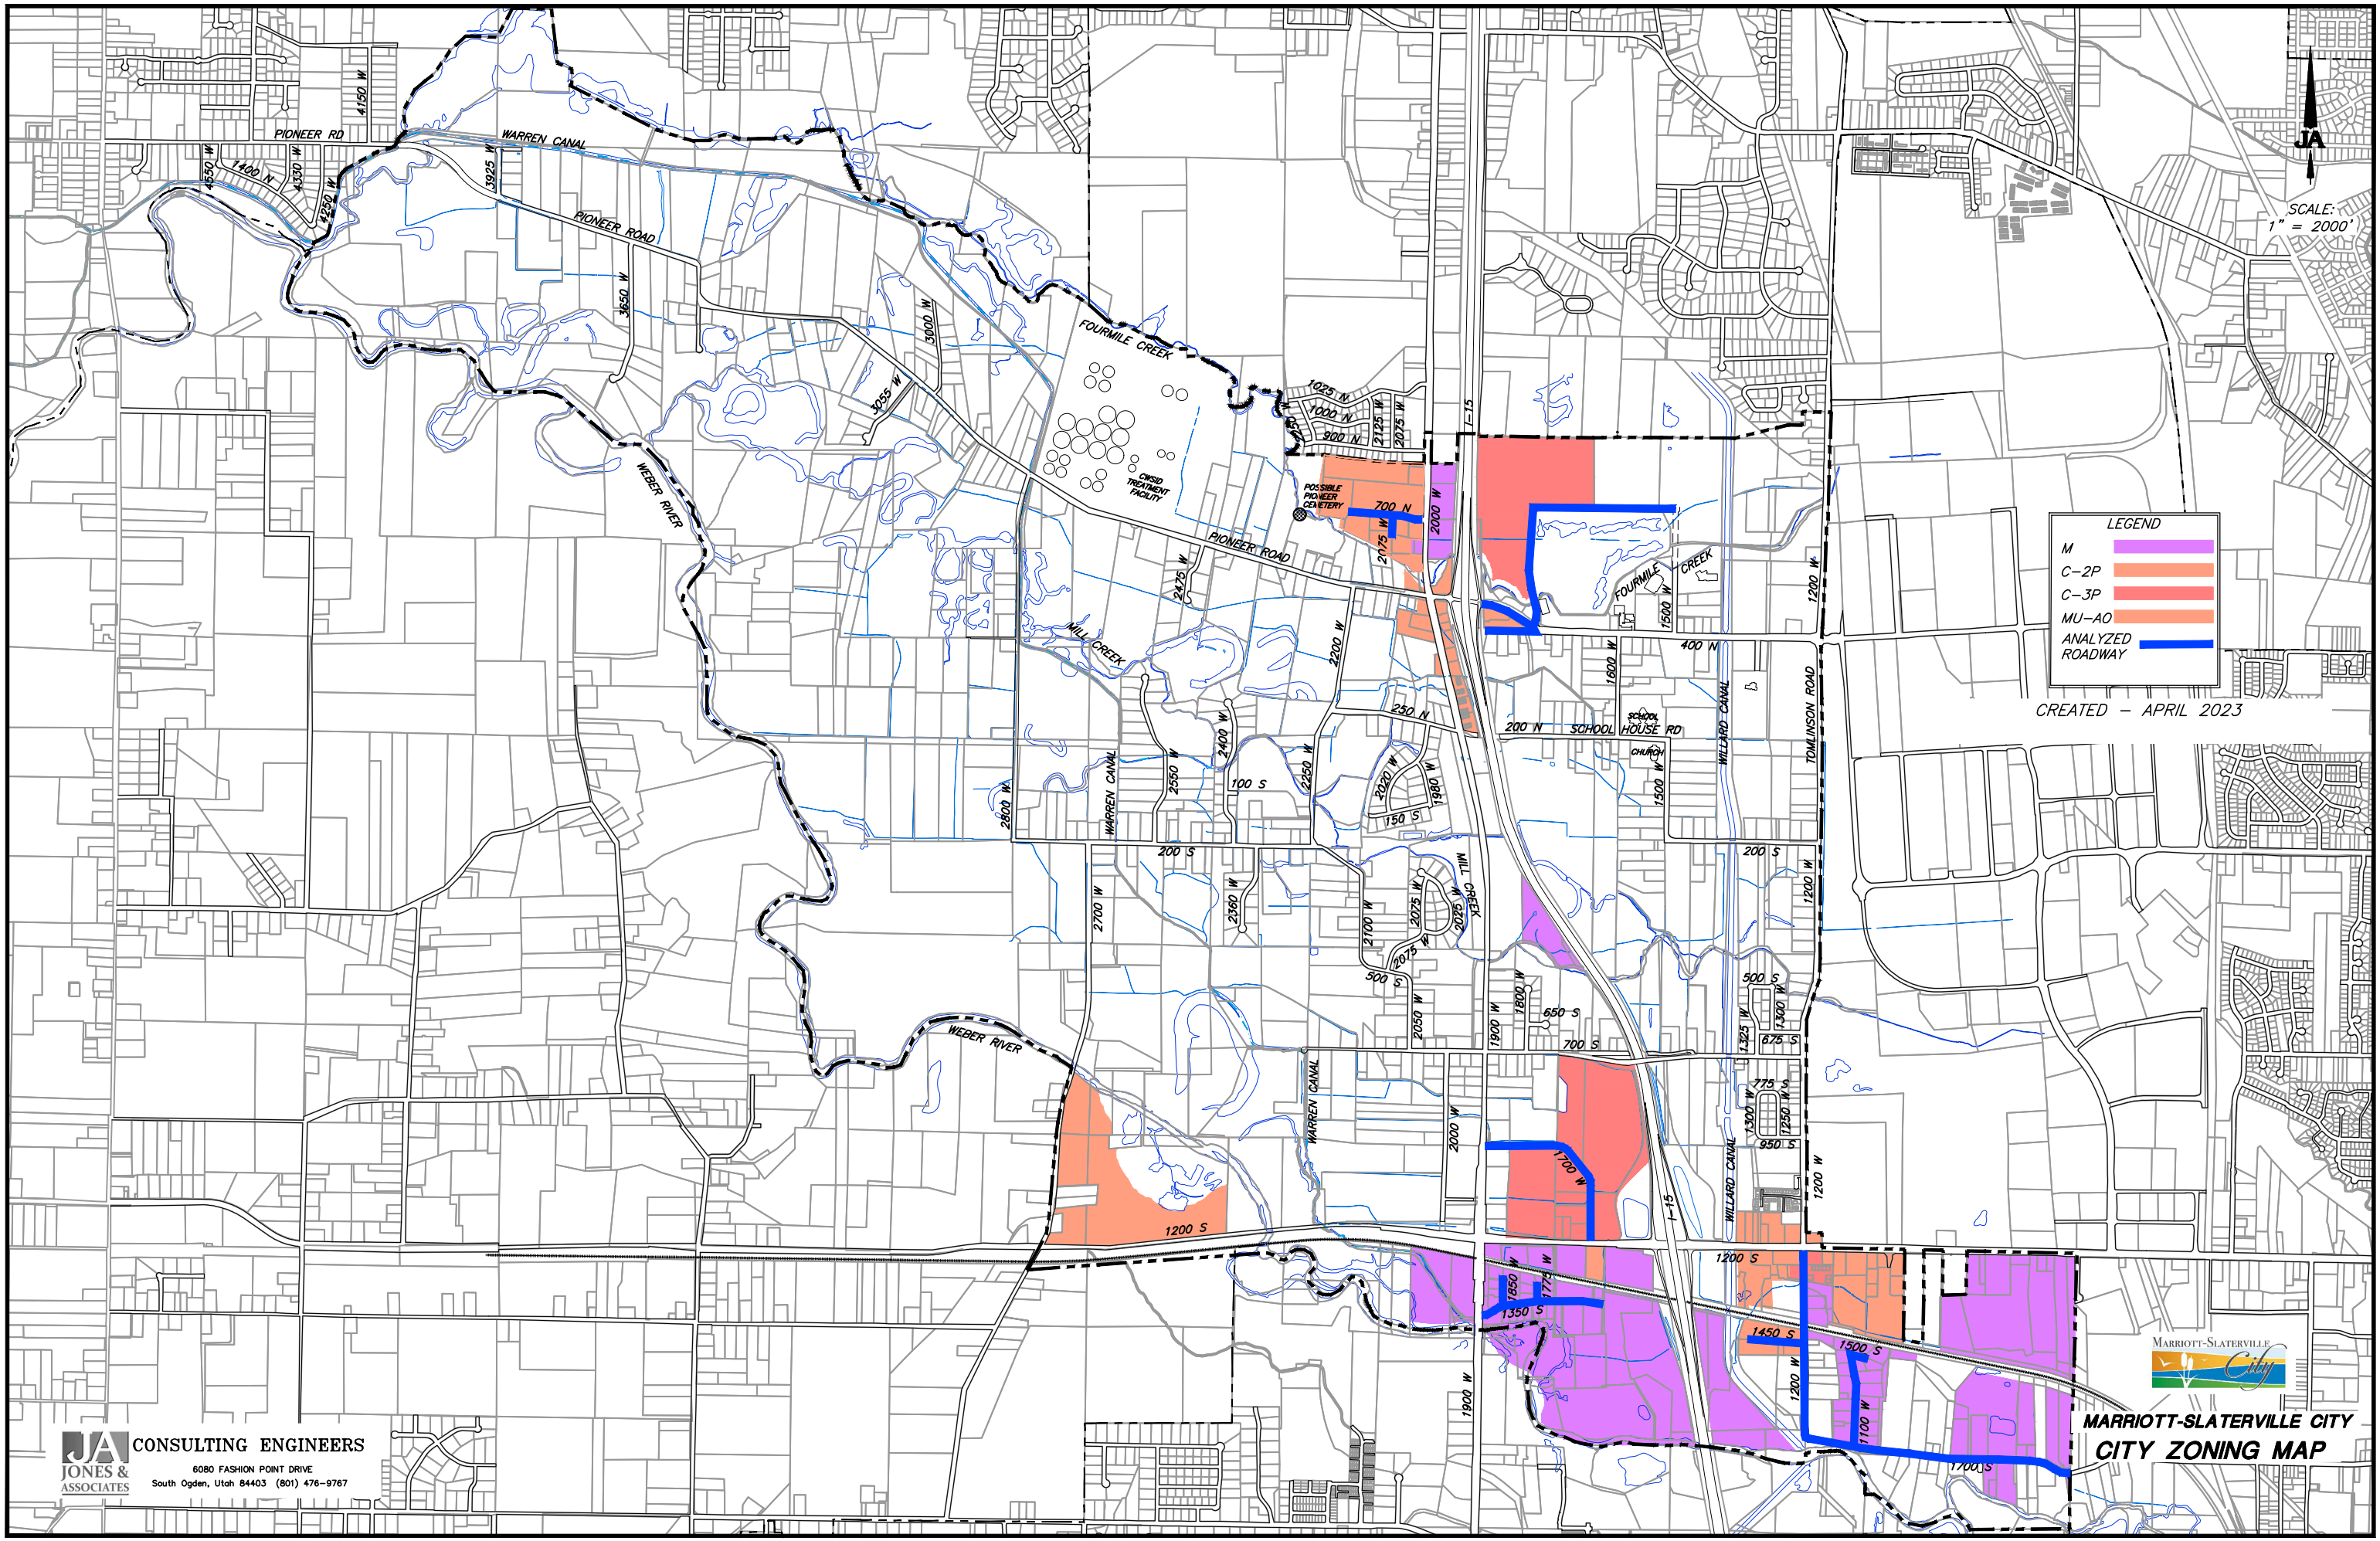 4150 W
PIONEER RD
WARREN CANAL
4550 W
1400 N
4330 W
4250 W
3925 W
PIONEER ROAD
3650 W
3000 W
3055 W
FOURMILE CREEK
JA
SCALE:
1" = 2000'
1025 N
1000 N
900 N
2125 W
2075 W
I-15
WEBER RIVER
CWSID
TREATMENT
FACILITY
POSSIBLE
PIONEER
CEMETERY
700 N
2075 W
2000 W
PIONEER ROAD
2475 W
FOURMILE CREEK
1500 W
1200 W
LEGEND
M
C-2P
C-3P
MU-AO
ANALYZED
ROADWAY
CREATED - APRIL 2023
MILL CREEK
2200 W
400 N
1600 W
WILLARD CANAL
TOMLINSON ROAD
250 N
200 N
SCHOOL HOUSE RD
SCHOOL
CHURCH
1500 W
2400 W
2550 W
WARREN CANAL
2800 W
100 S
2250 W
2020 W
1980 W
150 S
200 S
200 S
1200 W
2700 W
2360 W
2100 W
2075 W
2025 W
MILL CREEK
2075 W
500 S
2050 W
1900 W
1800 W
650 S
700 S
500 S
1300 W
1325 W
675 S
WEBER RIVER
WARREN CANAL
2000 W
775 S
1300 W
1250 W
950 S
1700 W
WILLARD CANAL
1200 W
I-15
1200 S
1200 S
1850 W
1775 W
1350 S
1450 S
1500 S
1200 W
1100 W
1900 W
1700 S
MARRIOTT-SLATERVILLE
City
MARRIOTT-SLATERVILLE CITY
CITY ZONING MAP
JA
JONES &
ASSOCIATES
CONSULTING ENGINEERS
6080 FASHION POINT DRIVE
South Ogden, Utah 84403 (801) 476-9767